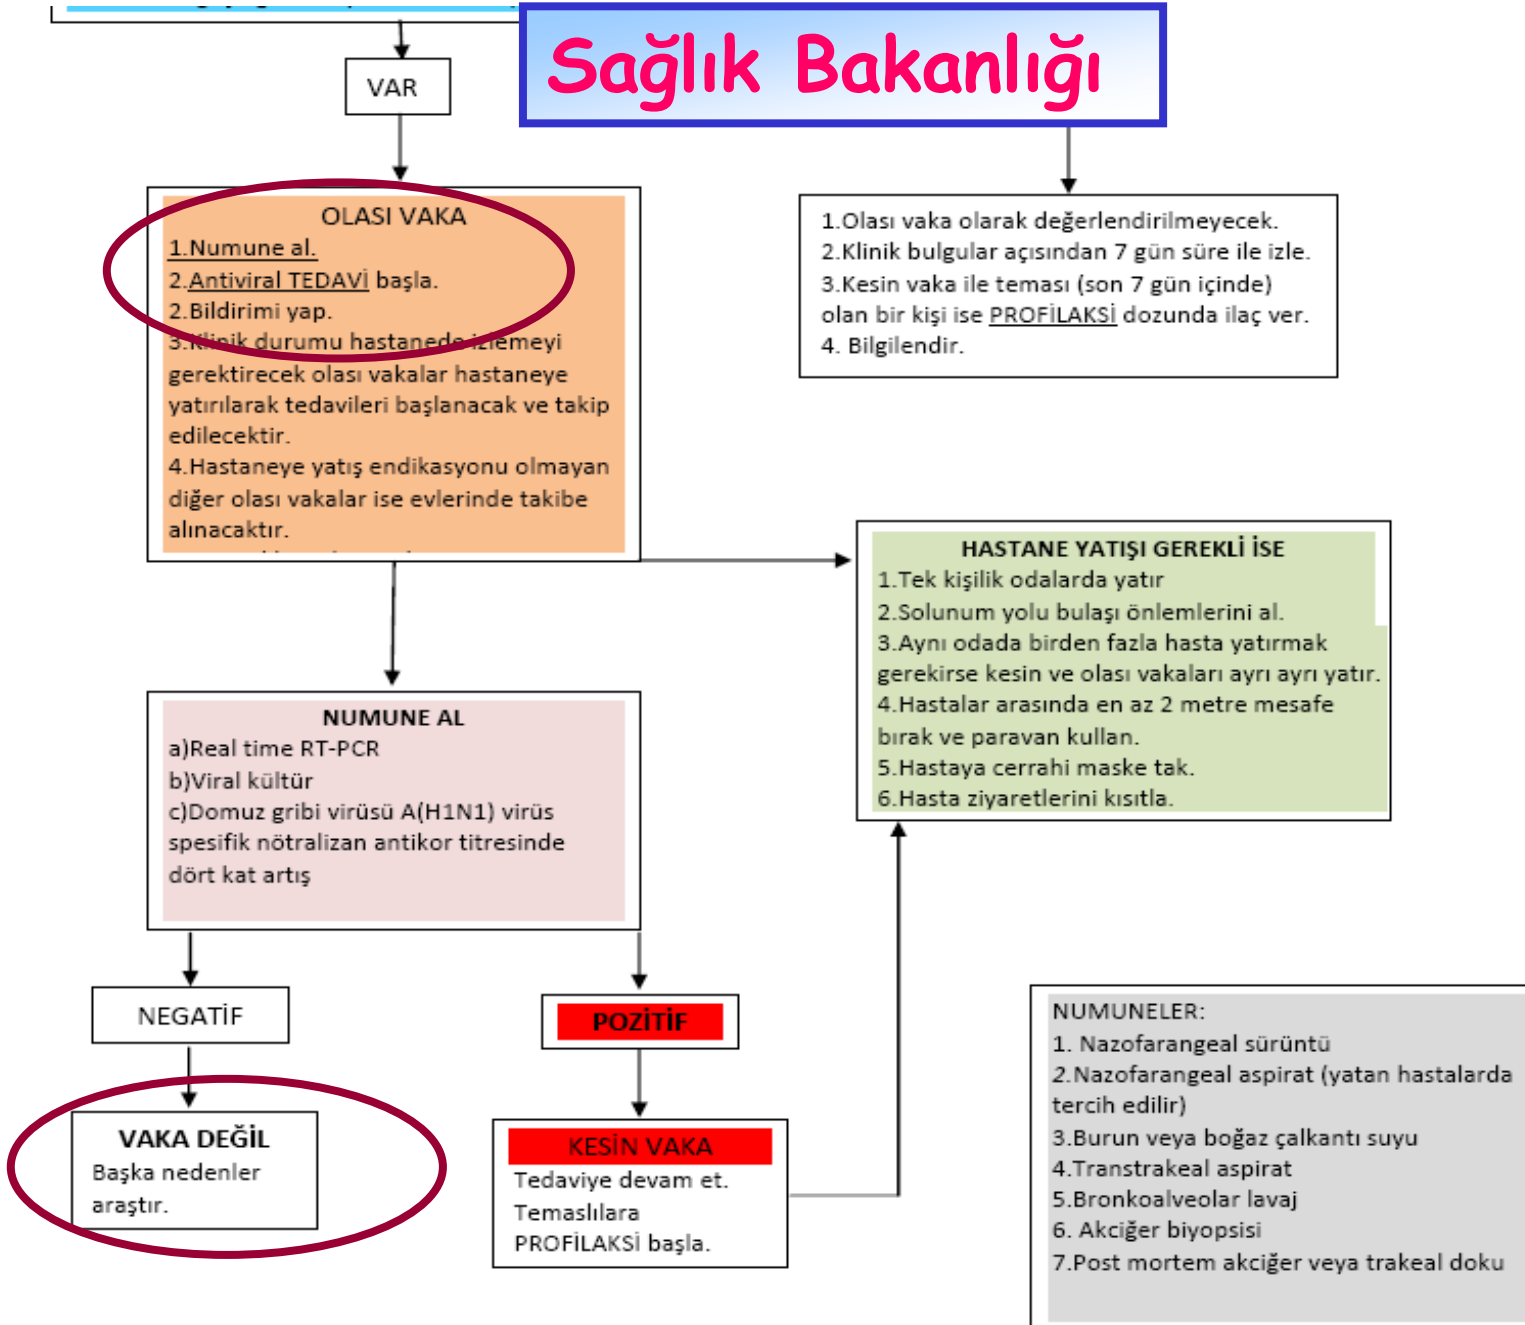 Sağlık Bakanlığı
VAR
OLASI VAKA
1.Numune al.
2.Antiviral TEDAVİ başla.
2.Bildirimi yap.
3.Klinik durumu hastanede izlemeyi
gerektirecek olası vakalar hastaneye
yatırılarak tedavileri başlanacak ve takip
edilecektir.
4.Hastaneye yatış endikasyonu olmayan
diğer olası vakalar ise evlerinde takibe
alınacaktır.
1.Olası vaka olarak değerlendirilmeyecek.
2.Klinik bulgular açısından 7 gün süre ile izle.
3.Kesin vaka ile teması (son 7 gün içinde)
olan bir kişi ise PROFİLAKSİ dozunda ilaç ver.
4. Bilgilendir.
HASTANE YATIŞI GEREKLİ İSE
1.Tek kişilik odalarda yatır
2.Solunum yolu bulaşı önlemlerini al.
3.Aynı odada birden fazla hasta yatırmak
gerekirse kesin ve olası vakaları ayrı ayrı yatır.
4.Hastalar arasında en az 2 metre mesafe
bırak ve paravan kullan.
5.Hastaya cerrahi maske tak.
6.Hasta ziyaretlerini kısıtla.
NUMUNE AL
a)Real time RT-PCR
b)Viral kültür
c)Domuz gribi virüsü A(H1N1) virüs
spesifik nötralizan antikor titresinde
dört kat artış
NEGATİF
POZİTİF
VAKA DEĞİL
Başka nedenler
araştır.
KESİN VAKA
Tedaviye devam et.
Temaslılara
PROFİLAKSİ başla.
NUMUNELER:
1. Nazofarangeal sürüntü
2.Nazofarangeal aspirat (yatan hastalarda
tercih edilir)
3.Burun veya boğaz çalkantı suyu
4.Transtrakeal aspirat
5.Bronkoalveolar lavaj
6. Akciğer biyopsisi
7.Post mortem akciğer veya trakeal doku